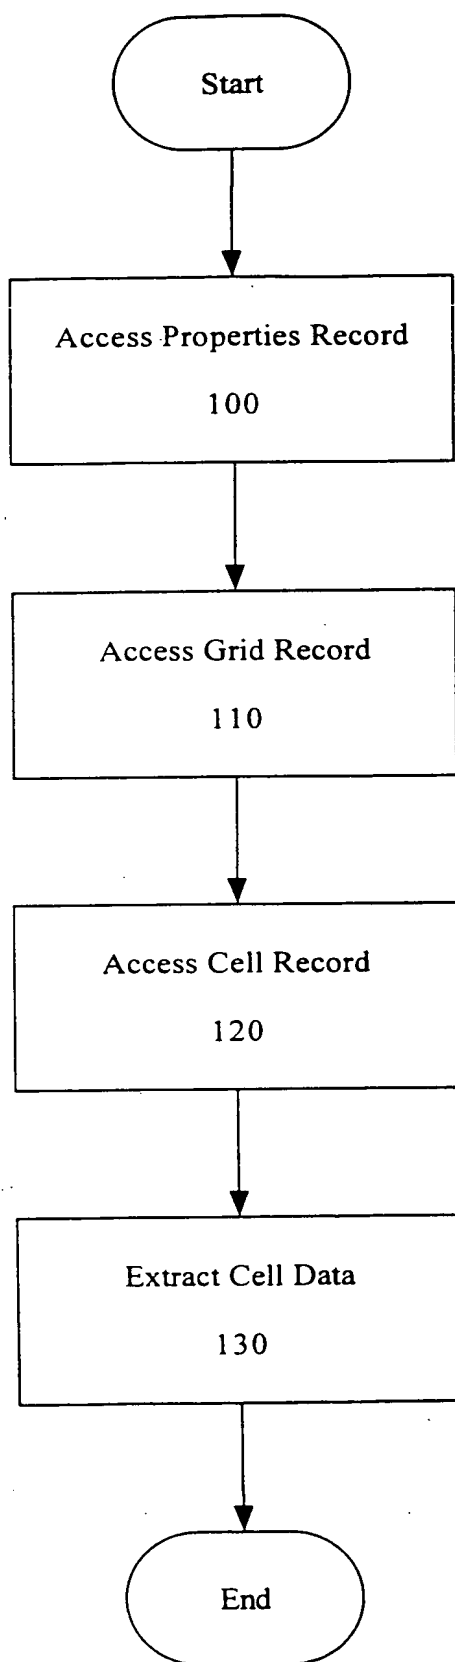 Start
Access Properties Record
100
Access Grid Record
110
Access Cell Record
120
Extract Cell Data
130
End